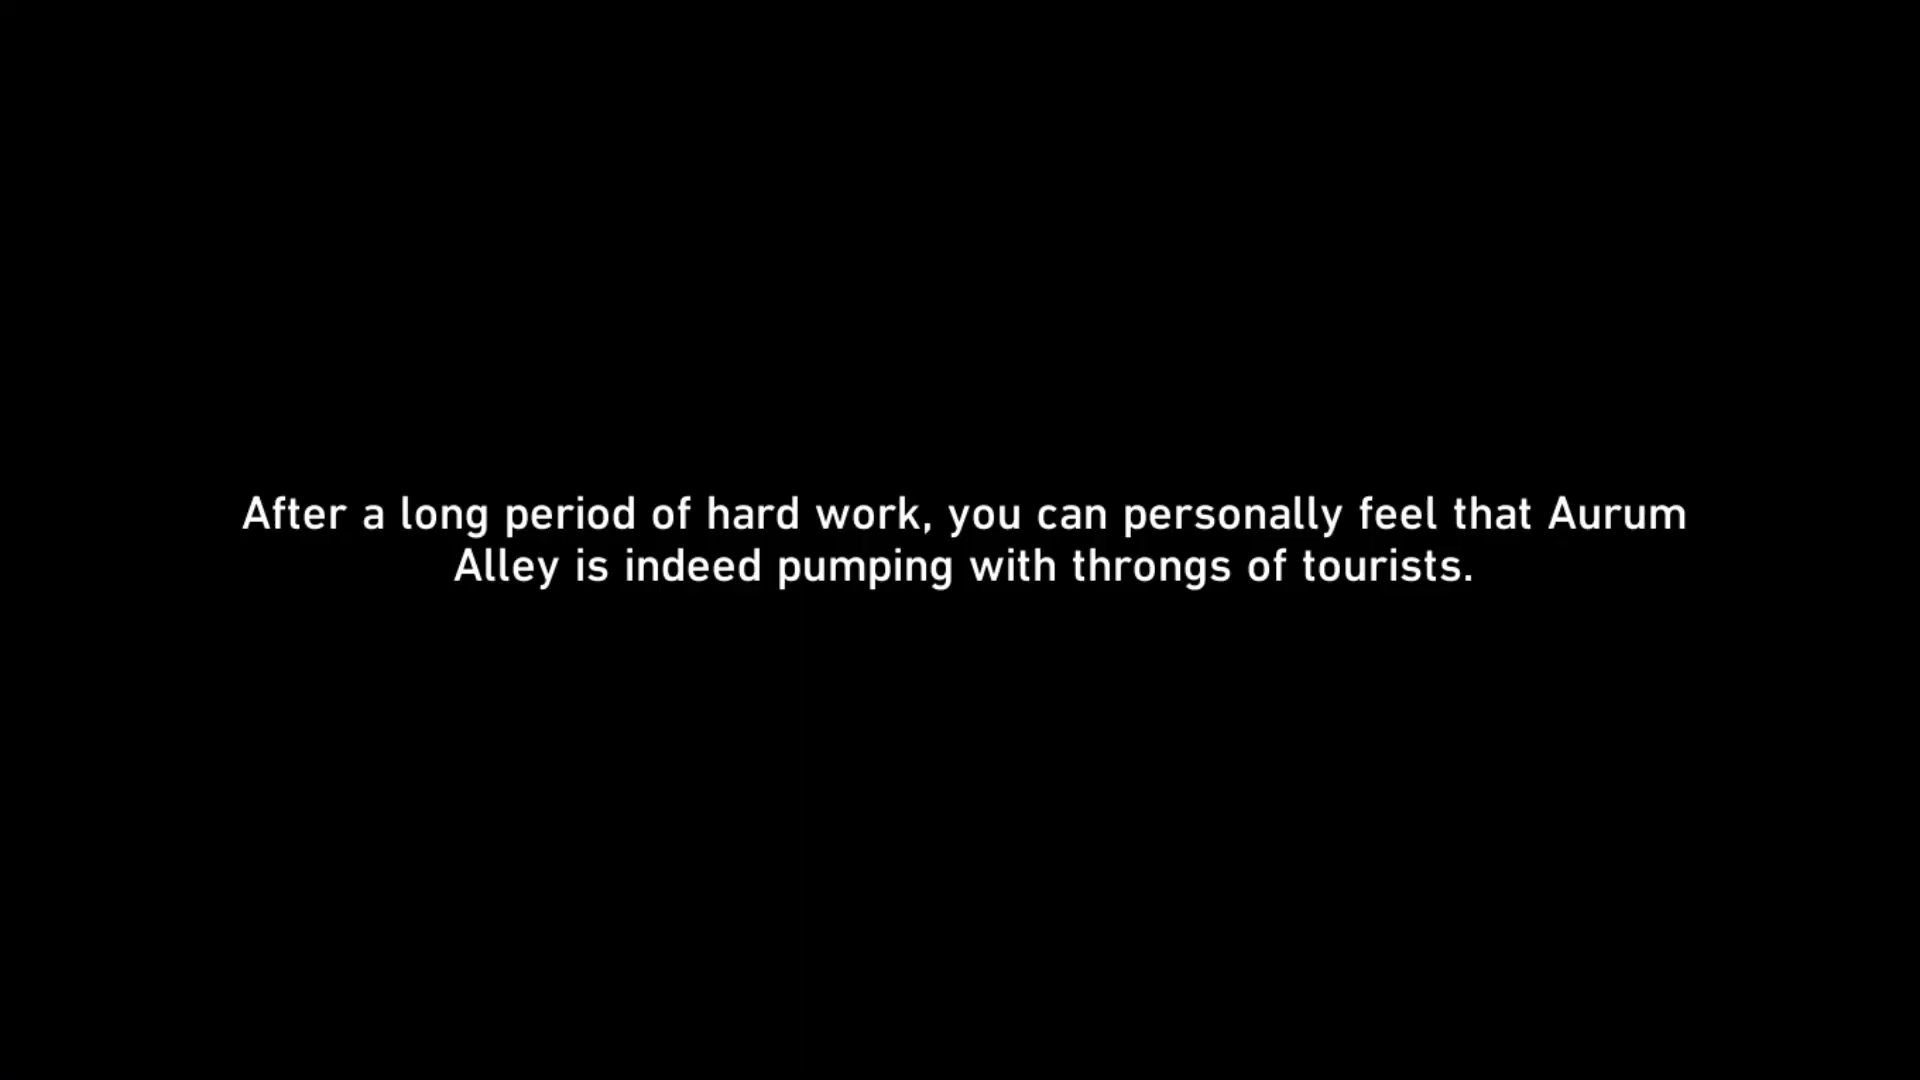 After a long period of hard work, you can personally feel that Aurum
Alley is indeed pumping with throngs of tourists.